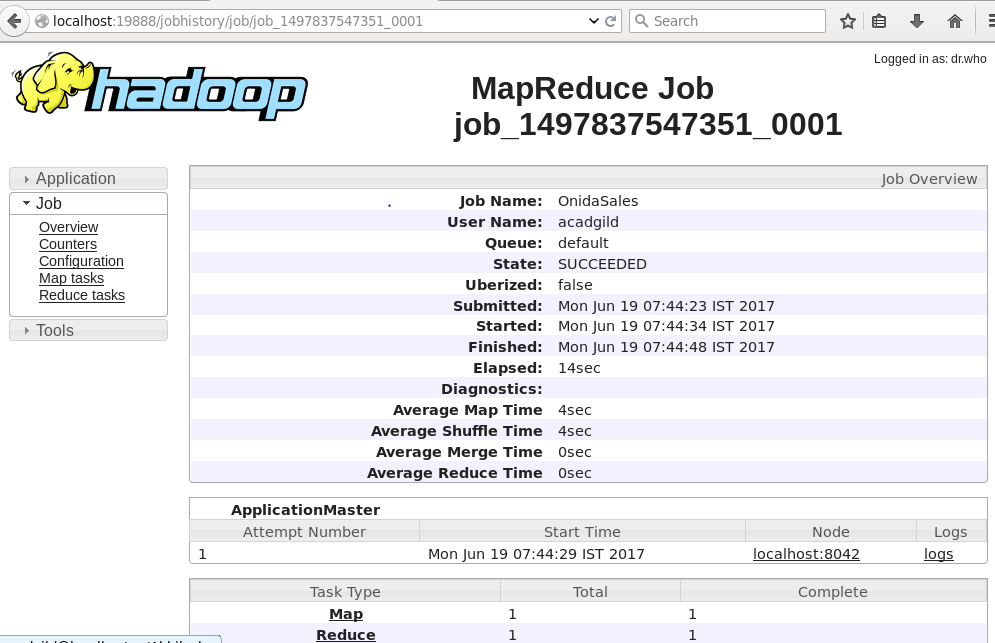 localhost:19888/jobhistory/job/job_1497837547351_0001
Search
Logged in as: dr.who
hadoop
MapReduce Job
job_1497837547351_0001
Application
Job
Overview
Counters
Configuration
Map tasks
Reduce tasks
Tools
Job Overview
Job Name: OnidaSales
User Name: acadgild
Queue: default
State: SUCCEEDED
Uberized: false
Submitted: Mon Jun 19 07:44:23 IST 2017
Started: Mon Jun 19 07:44:34 IST 2017
Finished: Mon Jun 19 07:44:48 IST 2017
Elapsed: 14sec
Diagnostics:
Average Map Time 4sec
Average Shuffle Time 4sec
Average Merge Time 0sec
Average Reduce Time 0sec
ApplicationMaster
Attempt Number Start Time Node Logs
1 Mon Jun 19 07:44:29 IST 2017 localhost:8042 logs
Task Type Total Complete
Map 1 1
Reduce 1 1